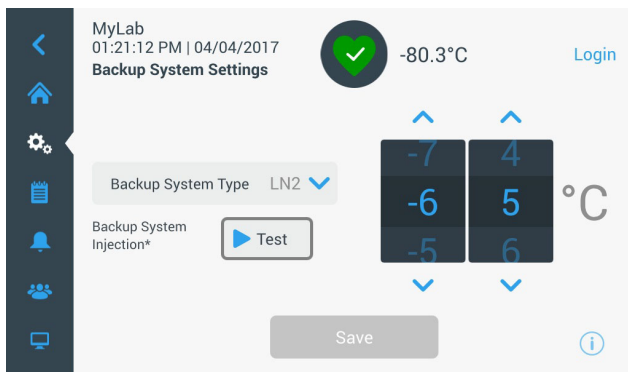 MyLab
01:21:12 PM | 04/04/2017
Backup System Settings
-80.3°C
Login
Backup System Type LN2
Backup System
Injection*
Test
-7 4
-6 5 °C
-5 6
Save
i